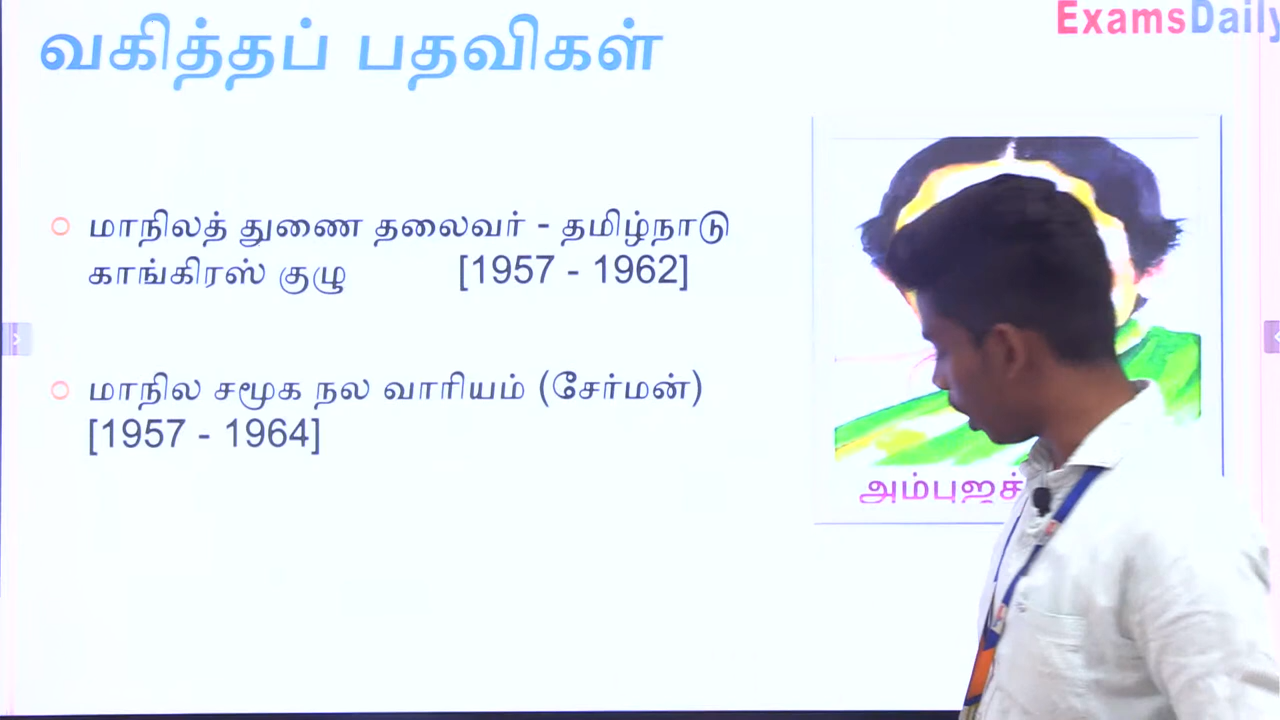 ExamsDaily
வகித்தப் பதவிகள்
மாநிலத் துணை தலைவர் - தமிழ்நாடு
காங்கிரஸ் குழு [1957 - 1962]
மாநில சமூக நல வாரியம் (சேர்மன்)
[1957 - 1964]